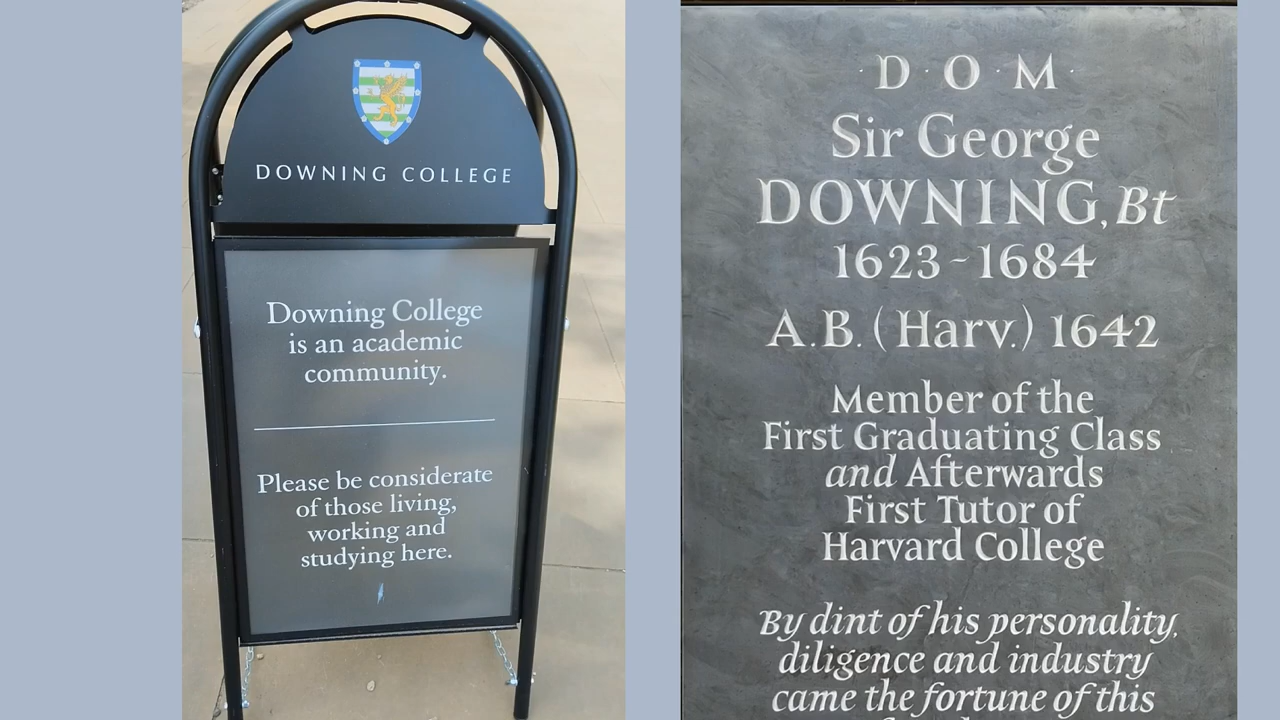 DOWNING COLLEGE
Downing College
is an academic
community.
Please be considerate
of those living,
working and
studying here.
· D · O · M ·
Sir George
DOWNING, Bt
1623 ~ 1684
A.B. (Harv.) 1642
Member of the
First Graduating Class
and Afterwards
First Tutor of
Harvard College
By dint of his personality,
diligence and industry
came the fortune of this